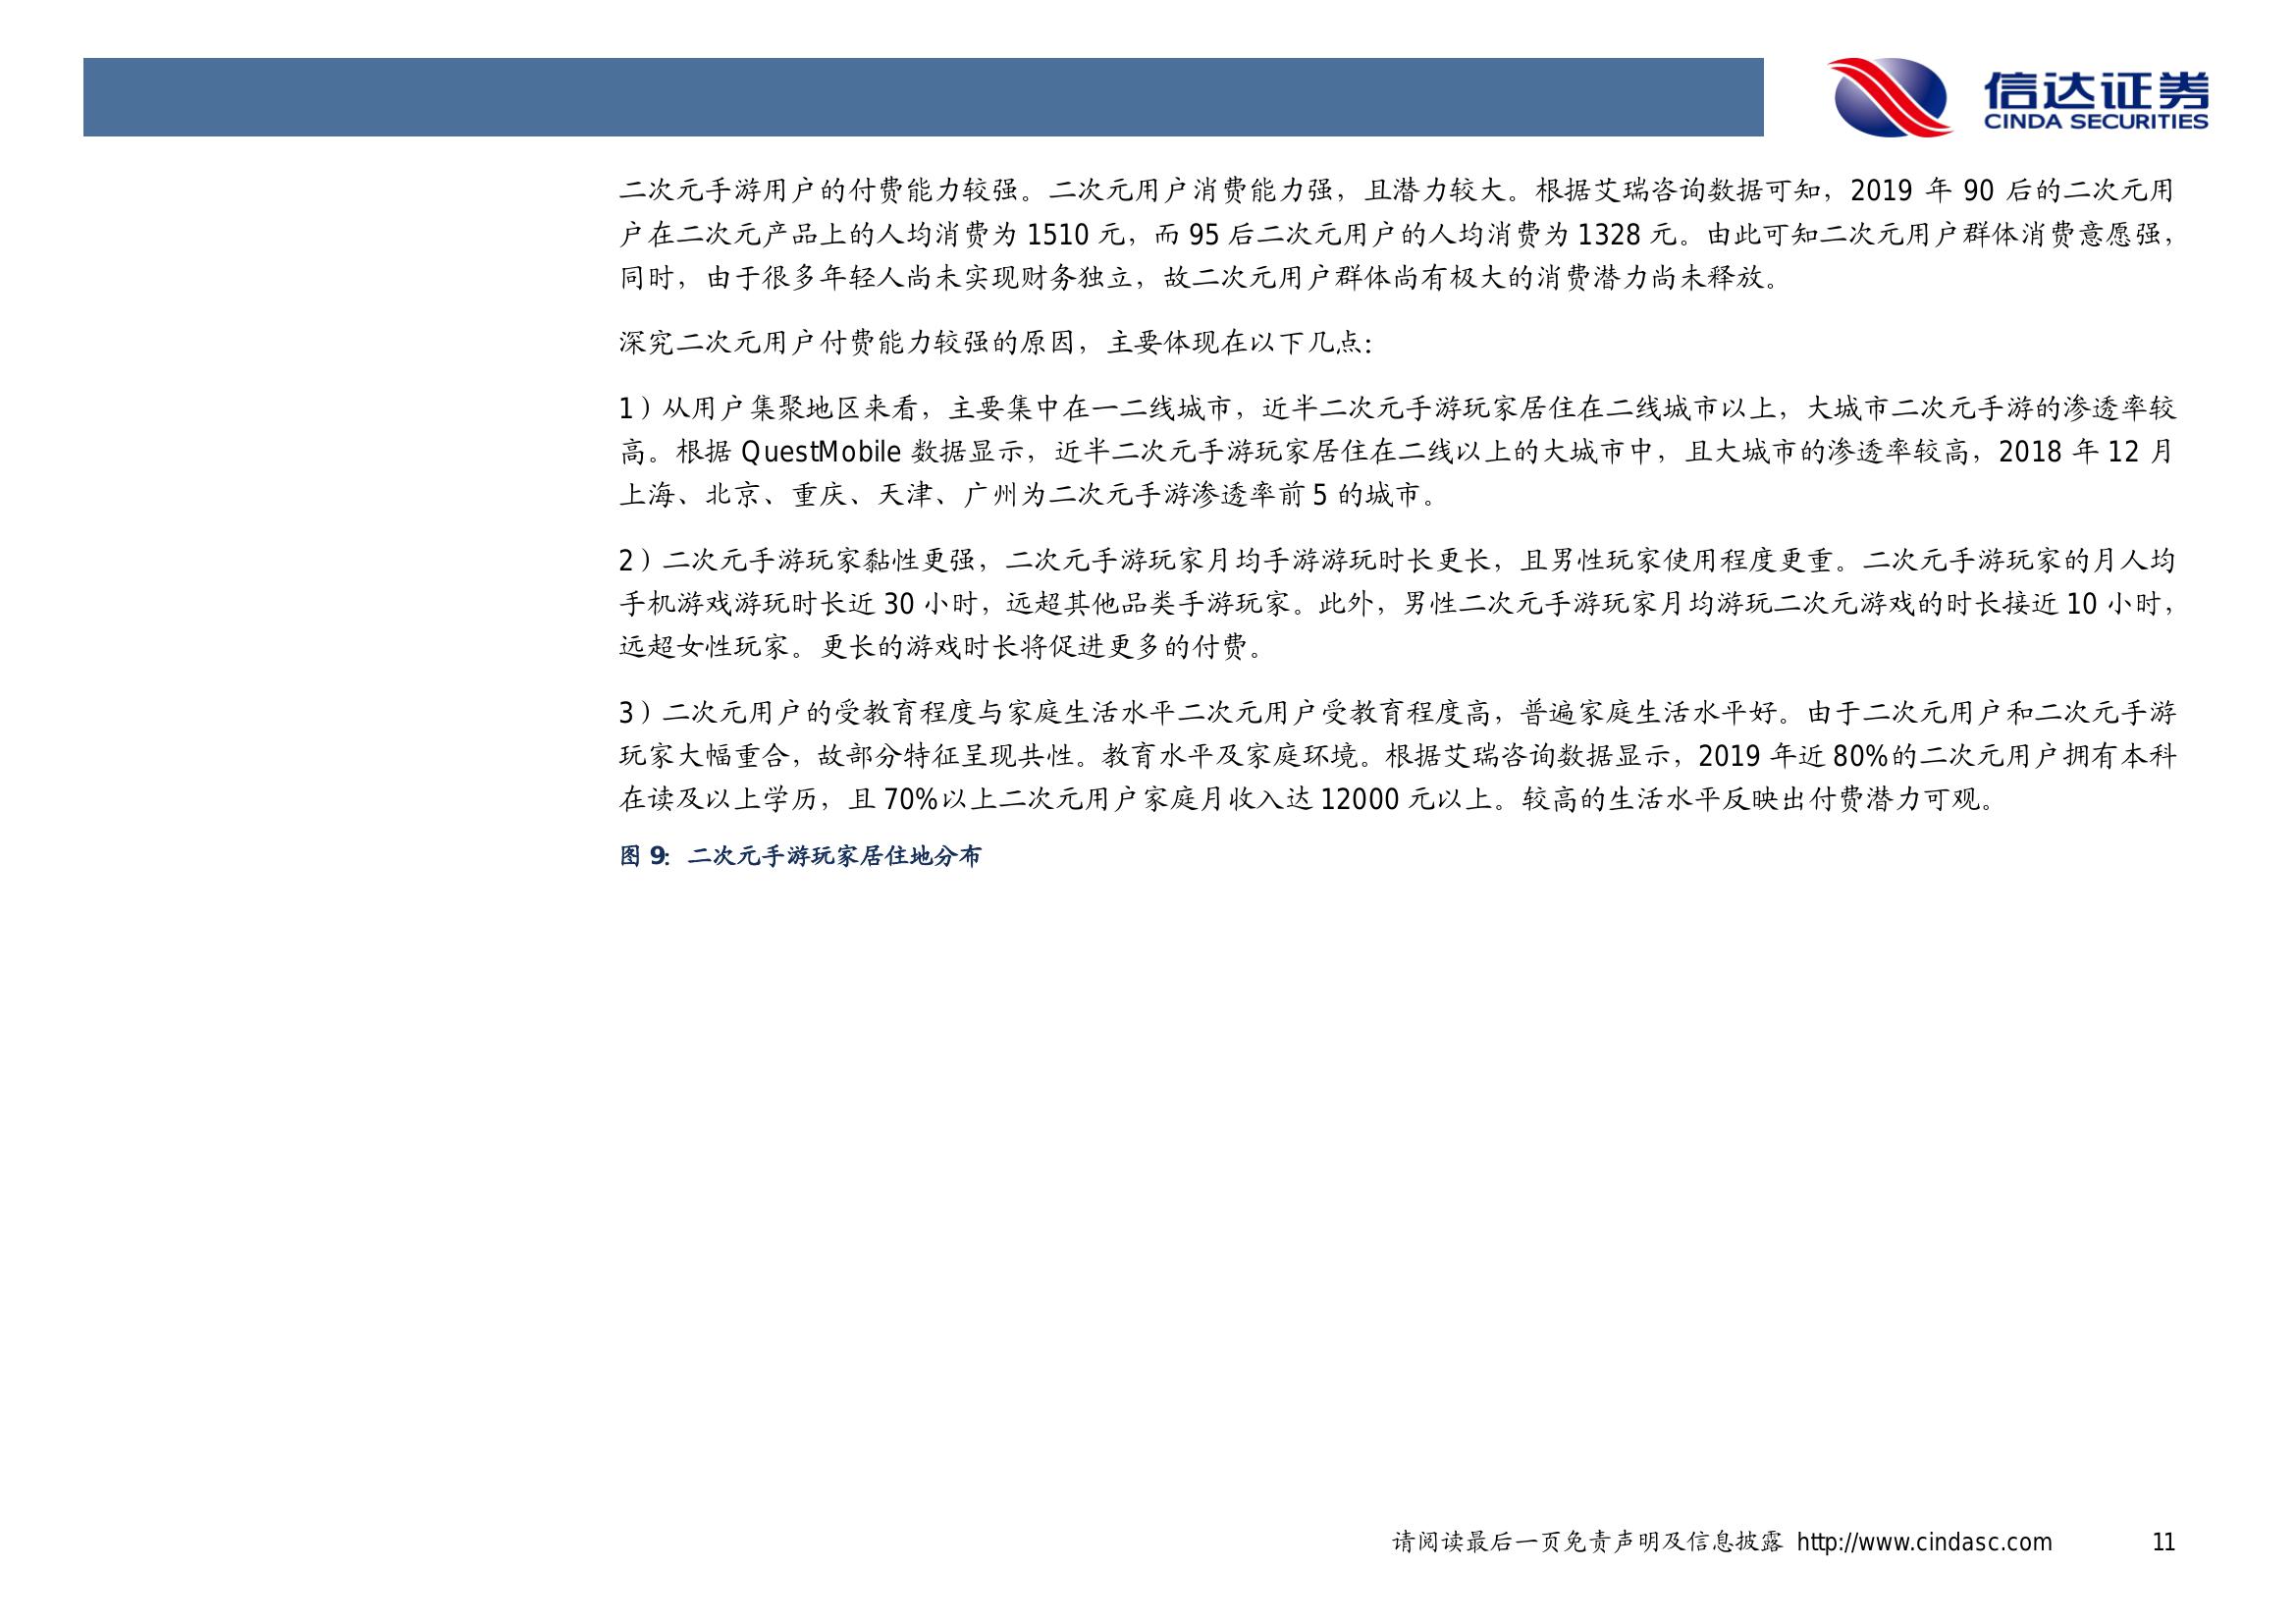 信达证券
CINDA SECURITIES
二次元手游用户的付费能力较强。二次元用户消费能力强，且潜力较大。根据艾瑞咨询数据可知，2019 年 90 后的二次元用
户在二次元产品上的人均消费为 1510 元，而 95 后二次元用户的人均消费为 1328 元。由此可知二次元用户群体消费意愿强，
同时，由于很多年轻人尚未实现财务独立，故二次元用户群体尚有极大的消费潜力尚未释放。
深究二次元用户付费能力较强的原因，主要体现在以下几点：
1）从用户集聚地区来看，主要集中在一二线城市，近半二次元手游玩家居住在二线城市以上，大城市二次元手游的渗透率较
高。根据 QuestMobile 数据显示，近半二次元手游玩家居住在二线以上的大城市中，且大城市的渗透率较高，2018 年 12 月
上海、北京、重庆、天津、广州为二次元手游渗透率前 5 的城市。
2）二次元手游玩家黏性更强，二次元手游玩家月均手游游玩时长更长，且男性玩家使用程度更重。二次元手游玩家的月人均
手机游戏游玩时长近 30 小时，远超其他品类手游玩家。此外，男性二次元手游玩家月均游玩二次元游戏的时长接近 10 小时，
远超女性玩家。更长的游戏时长将促进更多的付费。
3）二次元用户的受教育程度与家庭生活水平二次元用户受教育程度高，普遍家庭生活水平好。由于二次元用户和二次元手游
玩家大幅重合，故部分特征呈现共性。教育水平及家庭环境。根据艾瑞咨询数据显示，2019 年近 80%的二次元用户拥有本科
在读及以上学历，且 70%以上二次元用户家庭月收入达 12000 元以上。较高的生活水平反映出付费潜力可观。
图 9：二次元手游玩家居住地分布
请阅读最后一页免责声明及信息披露 http://www.cindasc.com 11